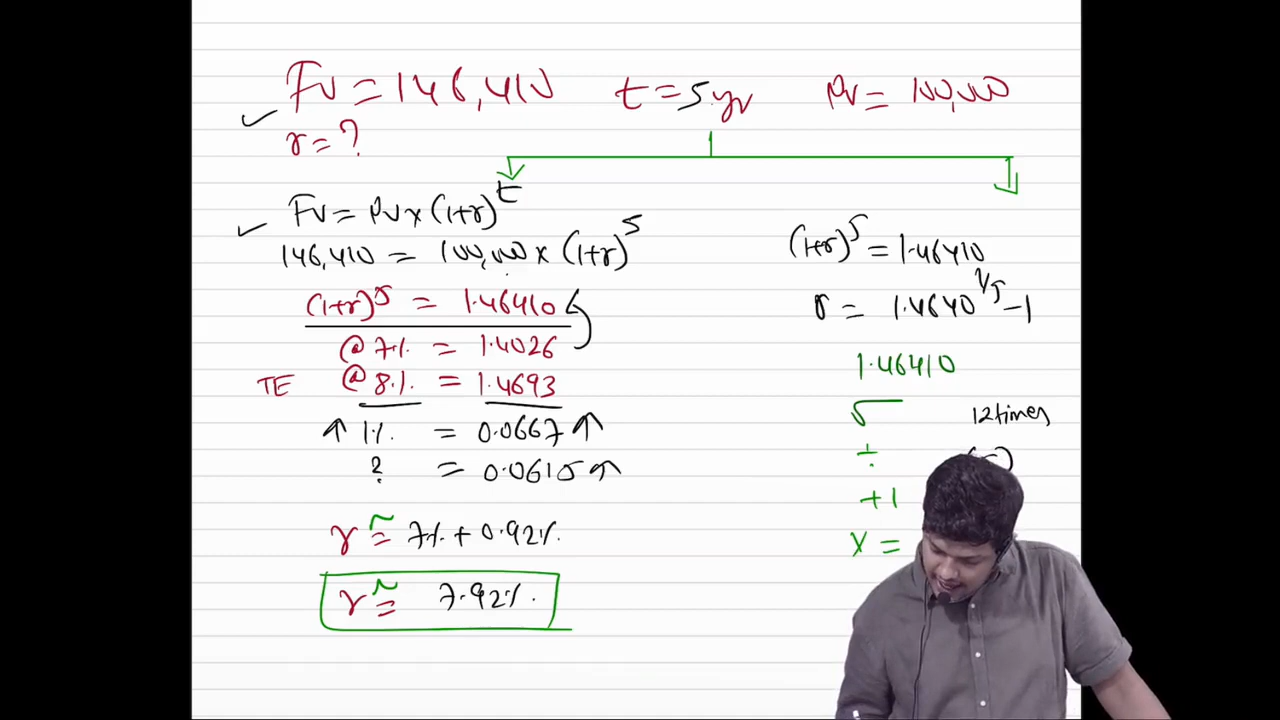 FV = 146,410 t = 5 yr PV = 100,000
r = ?
FV = PV x (1+r)^t
146,410 = 100,000 x (1+r)^5
(1+r)^5 = 1.46410
@ 7% = 1.4026
TE @ 8% = 1.4693
↑ 1% = 0.0667 ↑
? = 0.0615 ↑
r ≃ 7% + 0.92%
r ≃ 7.92%
(1+r)^5 = 1.46410
r = 1.4640^1/5 - 1
1.46410
√ 12 times
÷
+1
x =